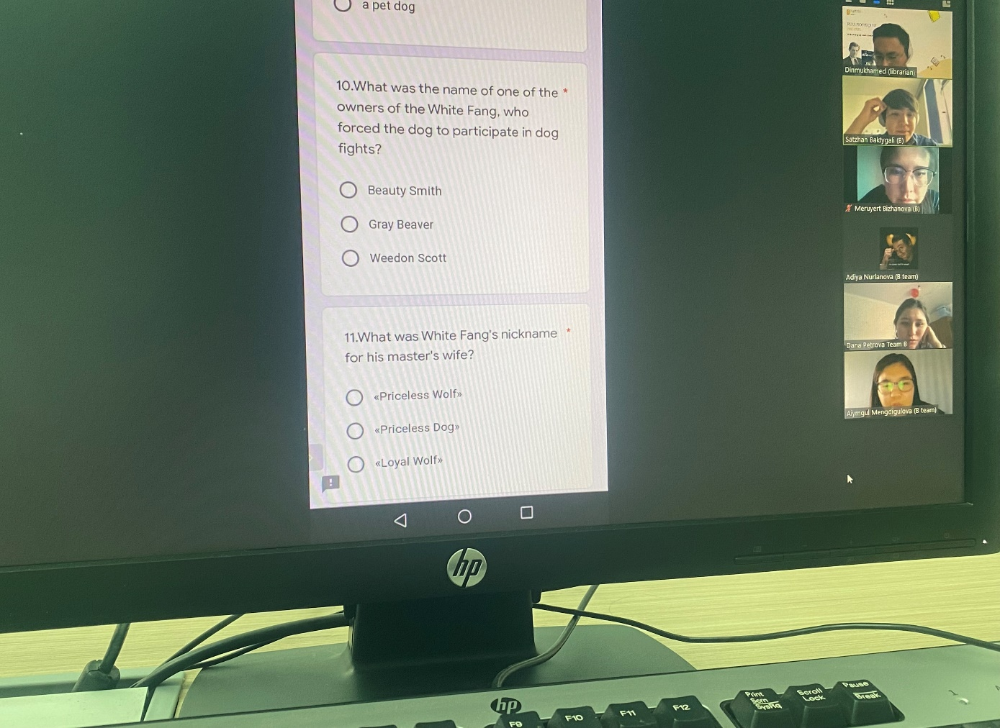 a pet dog
10.What was the name of one of the *
owners of the White Fang, who
forced the dog to participate in dog
fights?
Beauty Smith
Gray Beaver
Weedon Scott
11.What was White Fang's nickname *
for his master's wife?
«Priceless Wolf»
«Priceless Dog»
«Loyal Wolf»
Dinmukhamed (librarian)
Satzhan Baktygali (B)
Meruyert Bizhanova (B)
Adiya Nurlanova (B team)
Dana Petrova Team B
Aiymgul Mengdigulova (B team)
hp
hp
F9
F10
F11
F12
Print
Scrn
SysRq
Scroll
Lock
Pause
Break
1